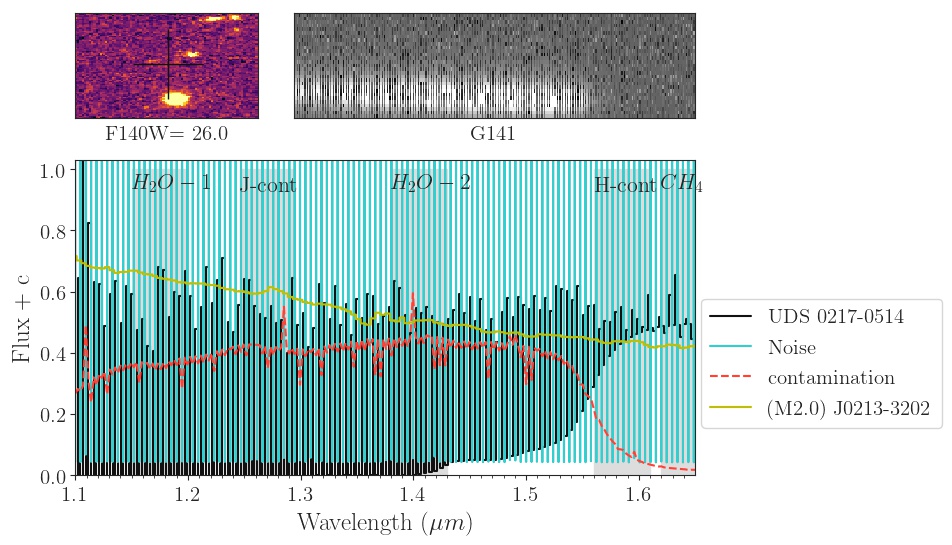 F140W= 26.0
G141
H₂O − 1 J-cont H₂O − 2 H-cont CH₄
1.0
0.8
0.6
0.4
0.2
0.0
Flux + c
1.1 1.2 1.3 1.4 1.5 1.6
Wavelength (μm)
UDS 0217-0514
Noise
contamination
(M2.0) J0213-3202